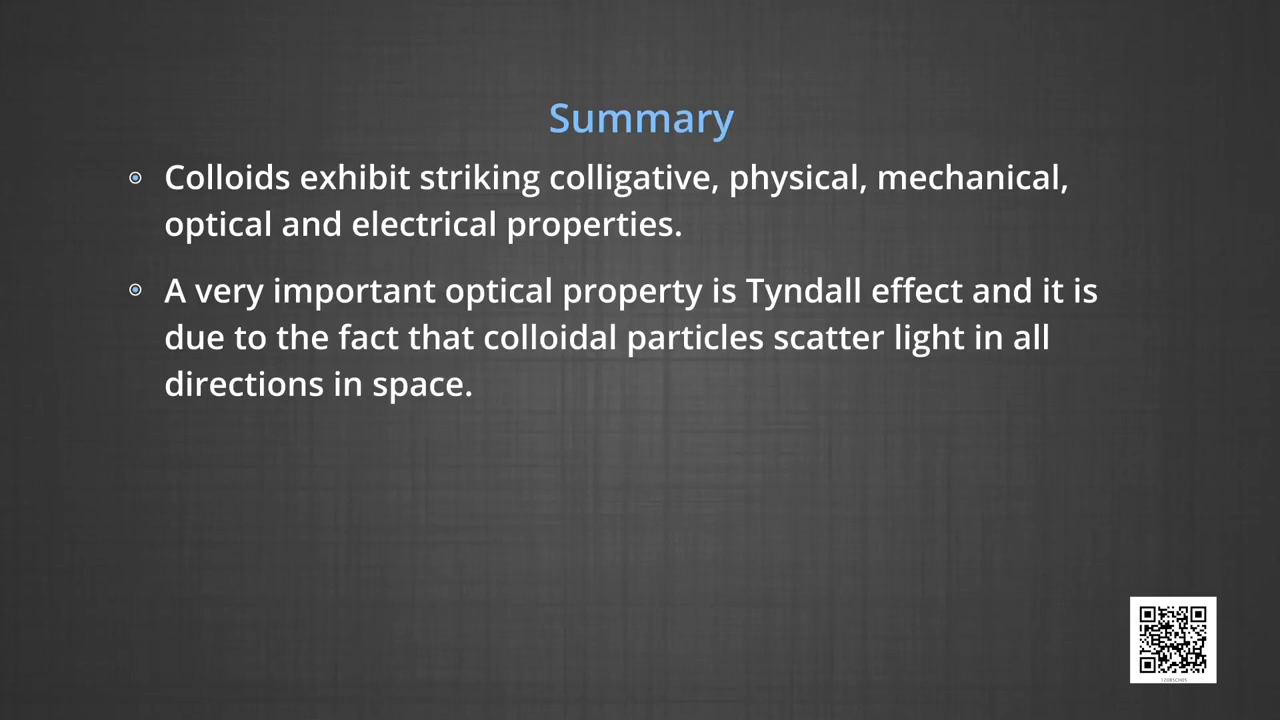 Summary
Colloids exhibit striking colligative, physical, mechanical,
optical and electrical properties.
A very important optical property is Tyndall effect and it is
due to the fact that colloidal particles scatter light in all
directions in space.